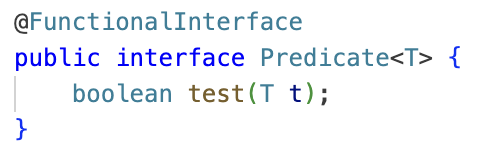 @FunctionalInterface
public interface Predicate<T> {
    boolean test(T t);
}